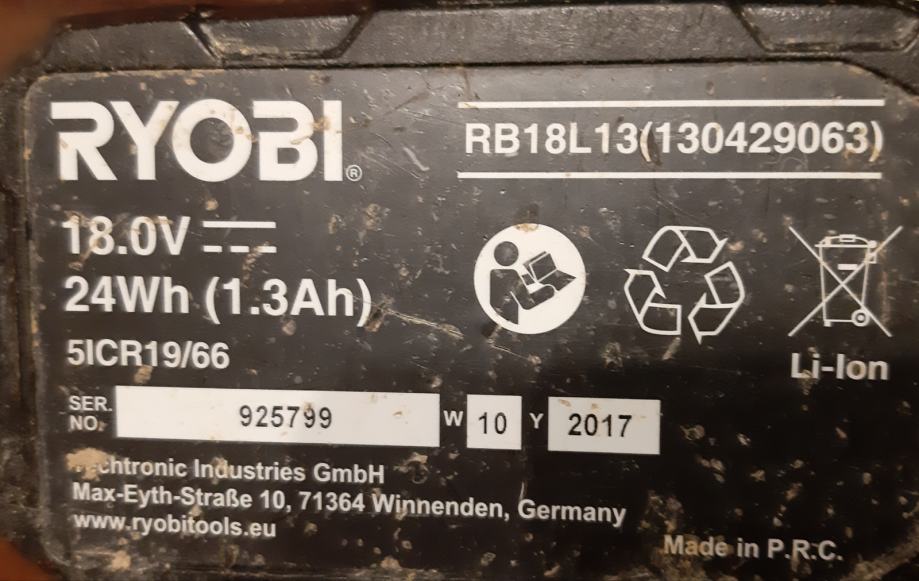 RYOBI®
RB18L13(130429063)
18.0V
24Wh (1.3Ah)
5ICR19/66
Li-Ion
SER. NO. 925799 W 10 Y 2017
Industries GmbH
Max-Eyth-Straße 10, 71364 Winnenden, Germany
www.ryobitools.eu
Made in P.R.C.